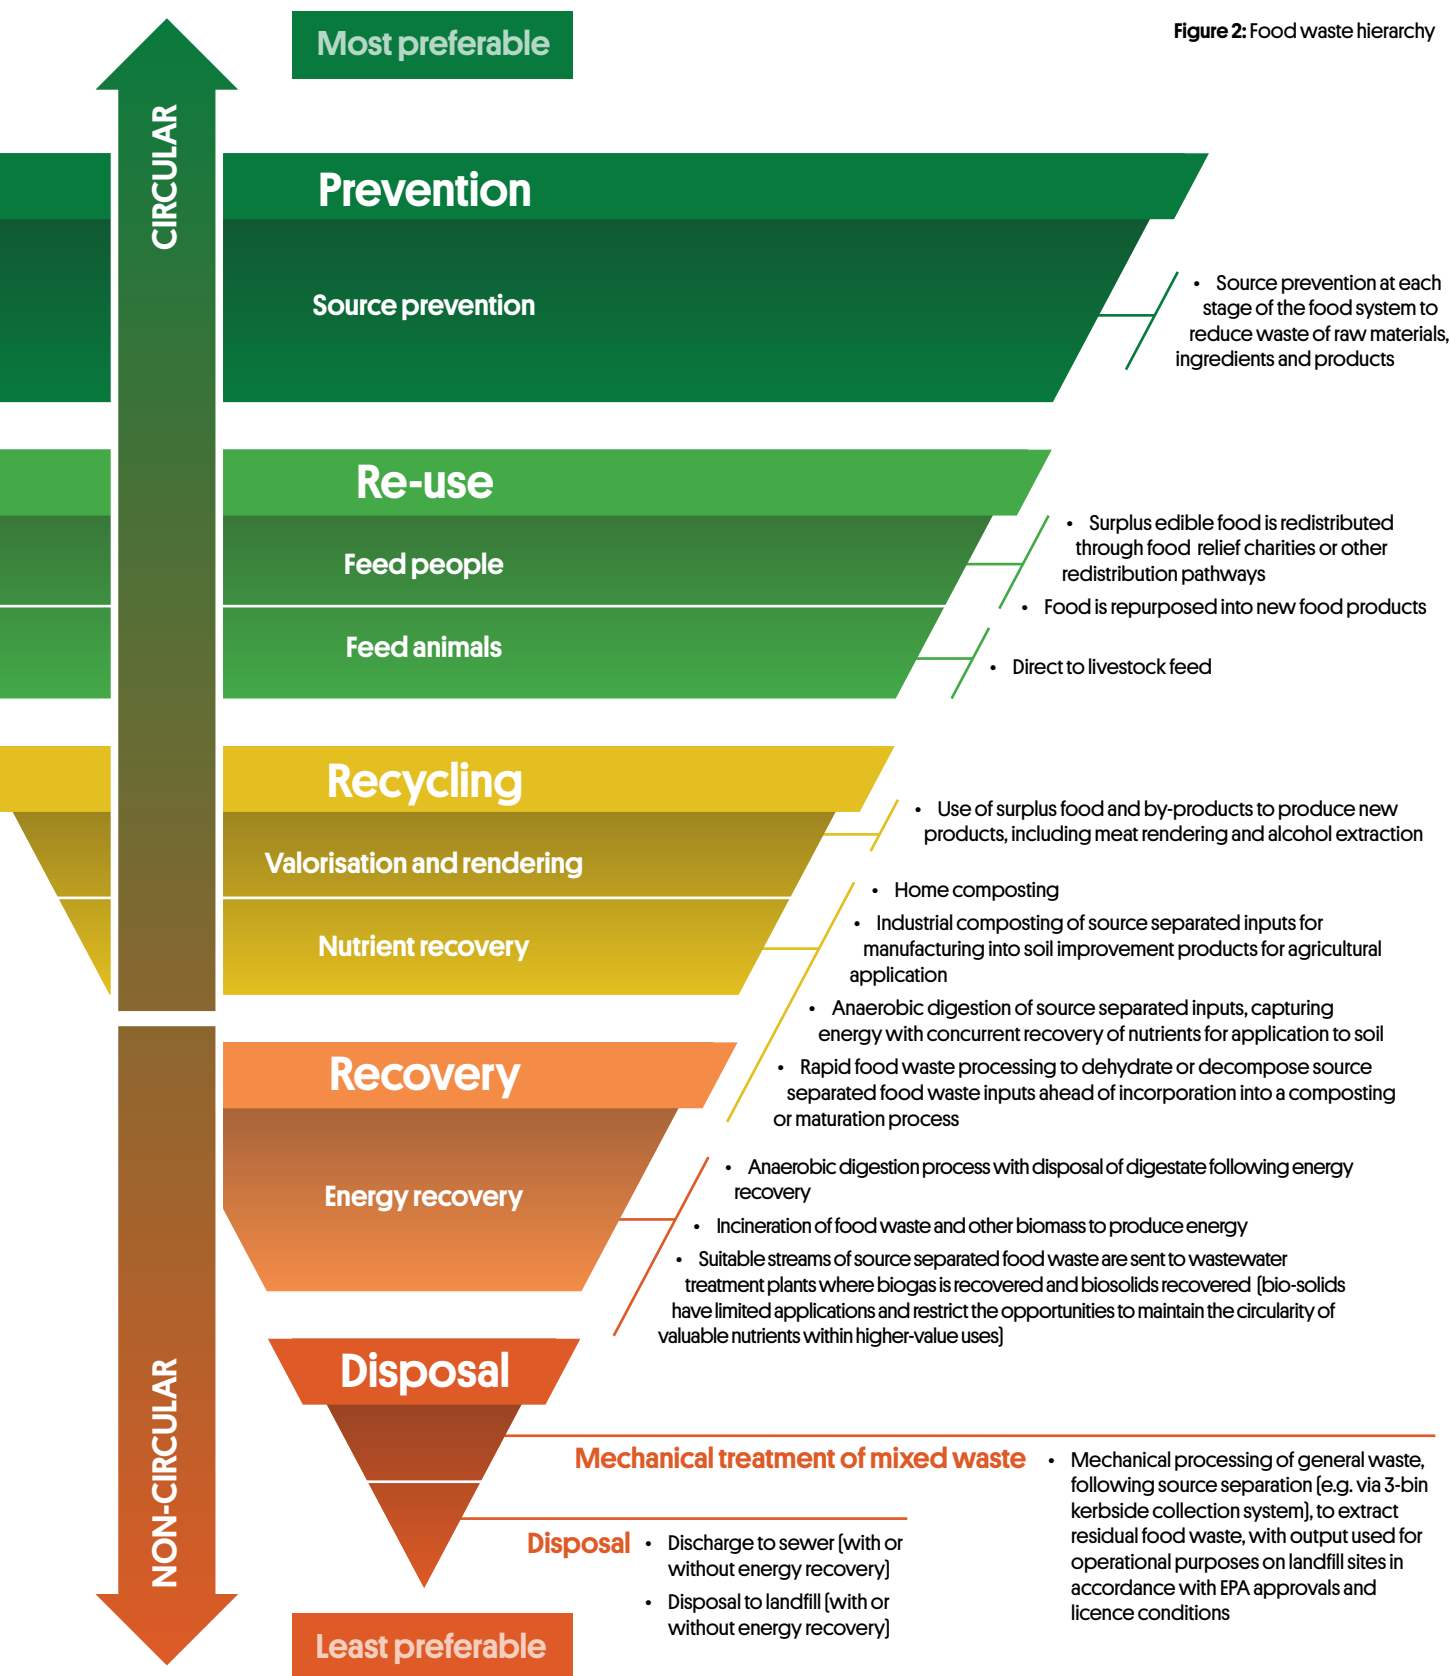 Figure 2: Food waste hierarchy
Most preferable
CIRCULAR
Prevention
Source prevention
• Source prevention at each
stage of the food system to
reduce waste of raw materials,
ingredients and products
Re-use
Feed people
• Surplus edible food is redistributed
through food relief charities or other
redistribution pathways
• Food is repurposed into new food products
Feed animals
• Direct to livestock feed
Recycling
Valorisation and rendering
• Use of surplus food and by-products to produce new
products, including meat rendering and alcohol extraction
Nutrient recovery
• Home composting
• Industrial composting of source separated inputs for
manufacturing into soil improvement products for agricultural
application
• Anaerobic digestion of source separated inputs, capturing
energy with concurrent recovery of nutrients for application to soil
• Rapid food waste processing to dehydrate or decompose source
separated food waste inputs ahead of incorporation into a composting
or maturation process
NON-CIRCULAR
Recovery
Energy recovery
• Anaerobic digestion process with disposal of digestate following energy
recovery
• Incineration of food waste and other biomass to produce energy
• Suitable streams of source separated food waste are sent to wastewater
treatment plants where biogas is recovered and biosolids recovered (bio-solids
have limited applications and restrict the opportunities to maintain the circularity of
valuable nutrients within higher-value uses)
Disposal
Mechanical treatment of mixed waste
• Mechanical processing of general waste,
following source separation (e.g. via 3-bin
kerbside collection system), to extract
residual food waste, with output used for
operational purposes on landfill sites in
accordance with EPA approvals and
licence conditions
Disposal
• Discharge to sewer (with or
without energy recovery)
• Disposal to landfill (with or
without energy recovery)
Least preferable